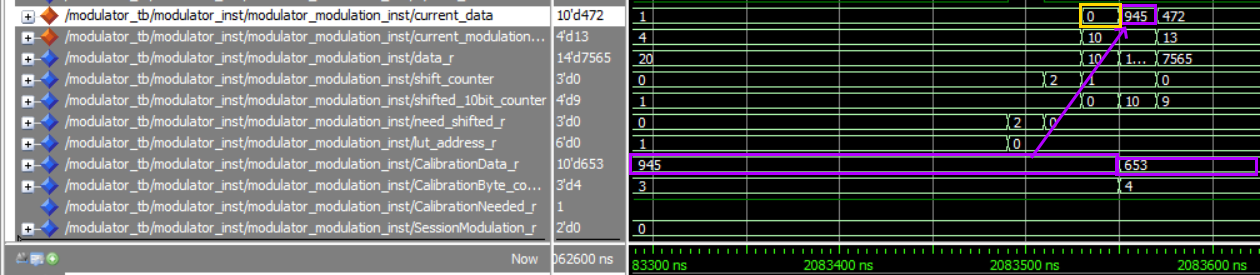 /modulator_tb/modulator_inst/modulator_modulation_inst/current_data 10'd472 1 0 945 472
/modulator_tb/modulator_inst/modulator_modulation_inst/current_modulation... 4'd13 4 10 13
/modulator_tb/modulator_inst/modulator_modulation_inst/data_r 14'd7565 20 10 1... 7565
/modulator_tb/modulator_inst/modulator_modulation_inst/shift_counter 3'd0 0 2 1 0
/modulator_tb/modulator_inst/modulator_modulation_inst/shifted_10bit_counter 4'd9 1 0 10 9
/modulator_tb/modulator_inst/modulator_modulation_inst/need_shifted_r 3'd0 0 2 0
/modulator_tb/modulator_inst/modulator_modulation_inst/lut_address_r 6'd0 1 0
/modulator_tb/modulator_inst/modulator_modulation_inst/CalibrationData_r 10'd653 945 653
/modulator_tb/modulator_inst/modulator_modulation_inst/CalibrationByte_co... 3'd4 3 4
/modulator_tb/modulator_inst/modulator_modulation_inst/CalibrationNeeded_r 1
/modulator_tb/modulator_inst/modulator_modulation_inst/SessionModulation_r 2'd0 0
Now 062600 ns 83300 ns 2083400 ns 2083500 ns 2083600 ns